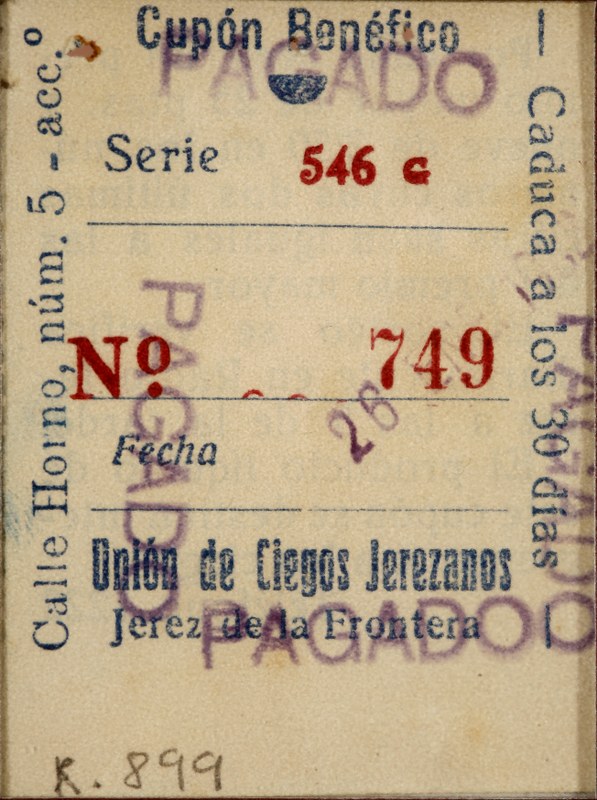 Cupón Benéfico
PAGADO
Serie 546 G
Nº 749
26
Fecha
Unión de Ciegos Jerezanos
Jerez de la Frontera
PAGADO
PAGADO
PAGADO
Calle Horno, núm. 5 - acc.º
— Caduca a los 30 días —
K. 899